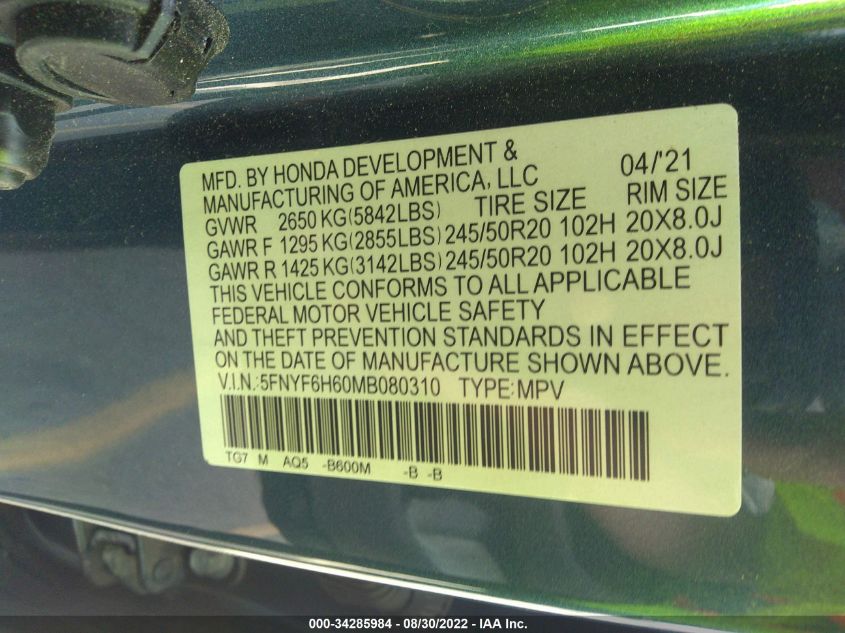 MFD. BY HONDA DEVELOPMENT & 04/'21
MANUFACTURING OF AMERICA, LLC
GVWR 2650 KG(5842LBS) TIRE SIZE RIM SIZE
GAWR F 1295 KG(2855LBS) 245/50R20 102H 20X8.0J
GAWR R 1425 KG(3142LBS) 245/50R20 102H 20X8.0J
THIS VEHICLE CONFORMS TO ALL APPLICABLE
FEDERAL MOTOR VEHICLE SAFETY
AND THEFT PREVENTION STANDARDS IN EFFECT
ON THE DATE OF MANUFACTURE SHOWN ABOVE.
V.I.N.:5FNYF6H60MB080310 TYPE:MPV
TG7 M AQ5 -B600M -B -B
000-34285984 - 08/30/2022 - IAA Inc.